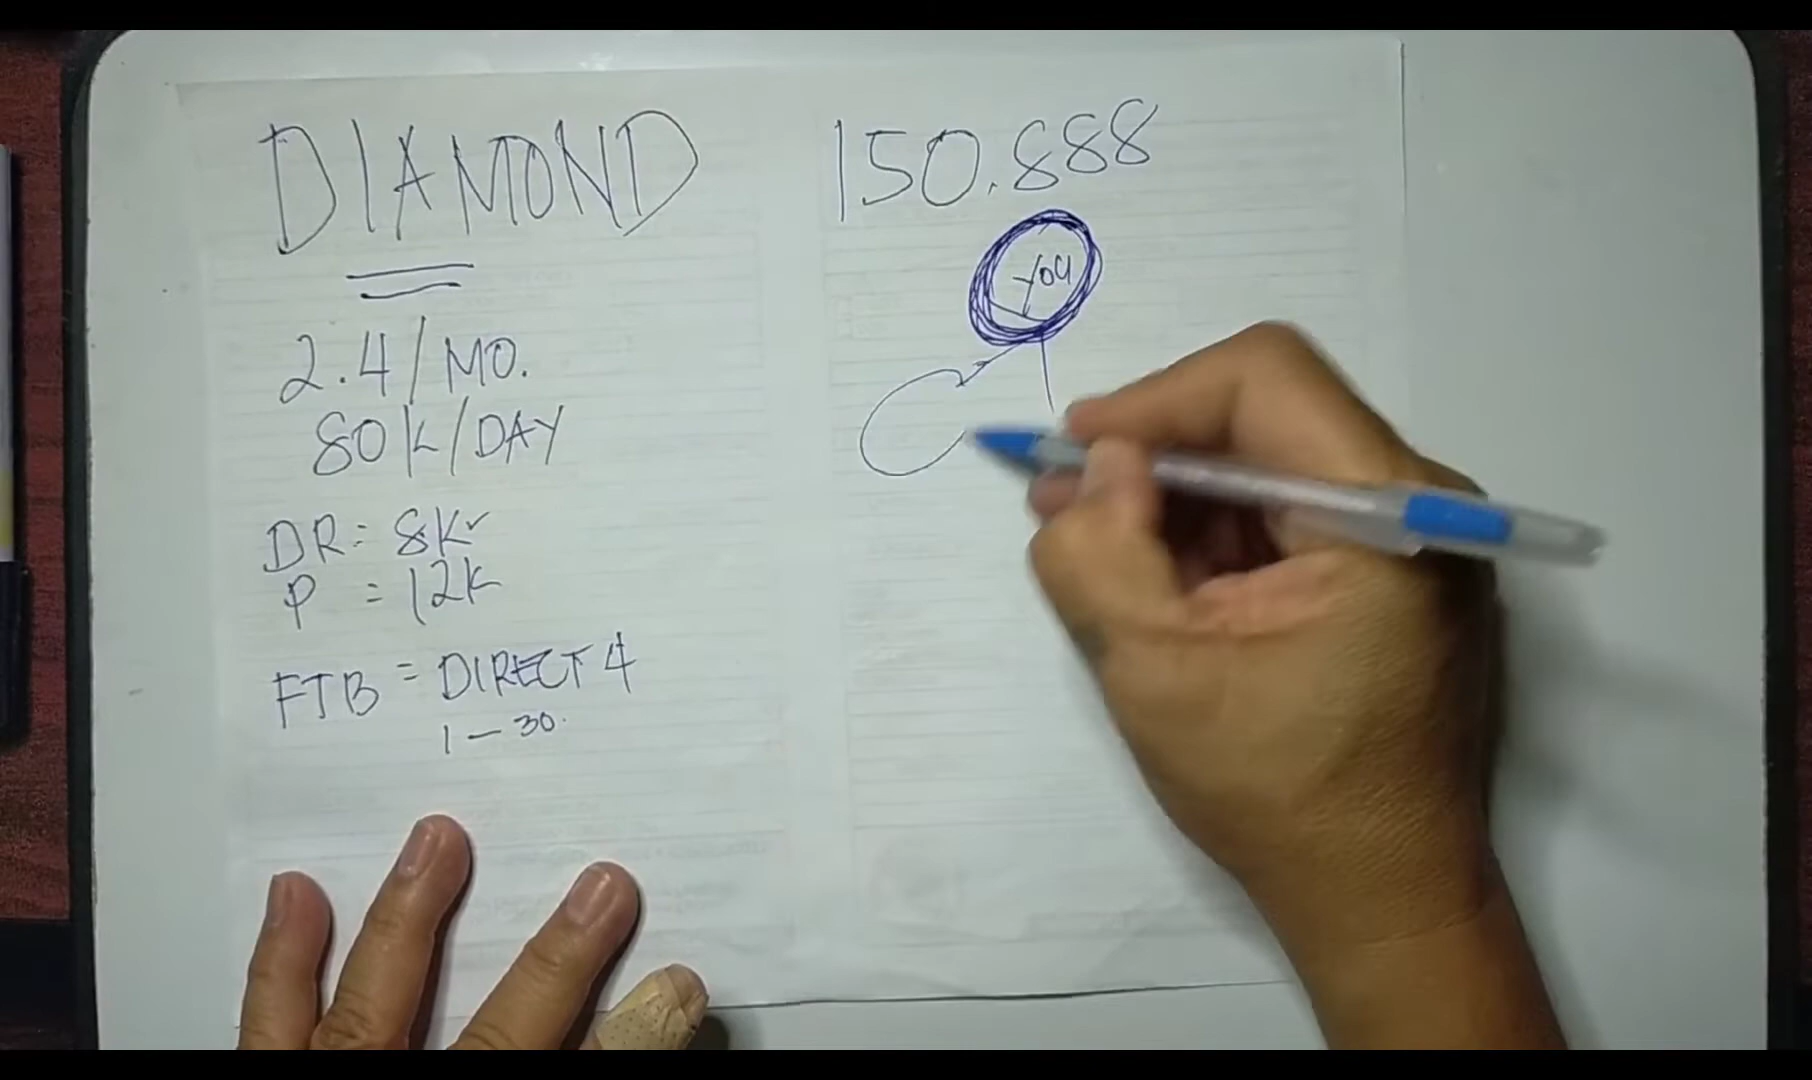 DIAMOND
2.4/MO.
80K/DAY
DR = 8K
P = 12K
FTB = DIRECT 4
1 - 30.
150.888
YOU